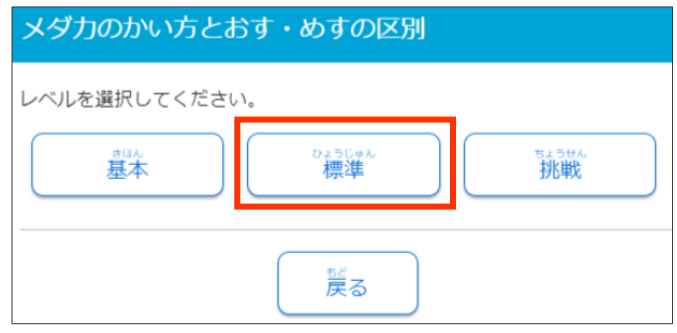 メダカのかい方とおす・めすの区別
レベルを選択してください。
きほん ひょうじゅん ちょうせん
基本 標準 挑戦
もど
戻る